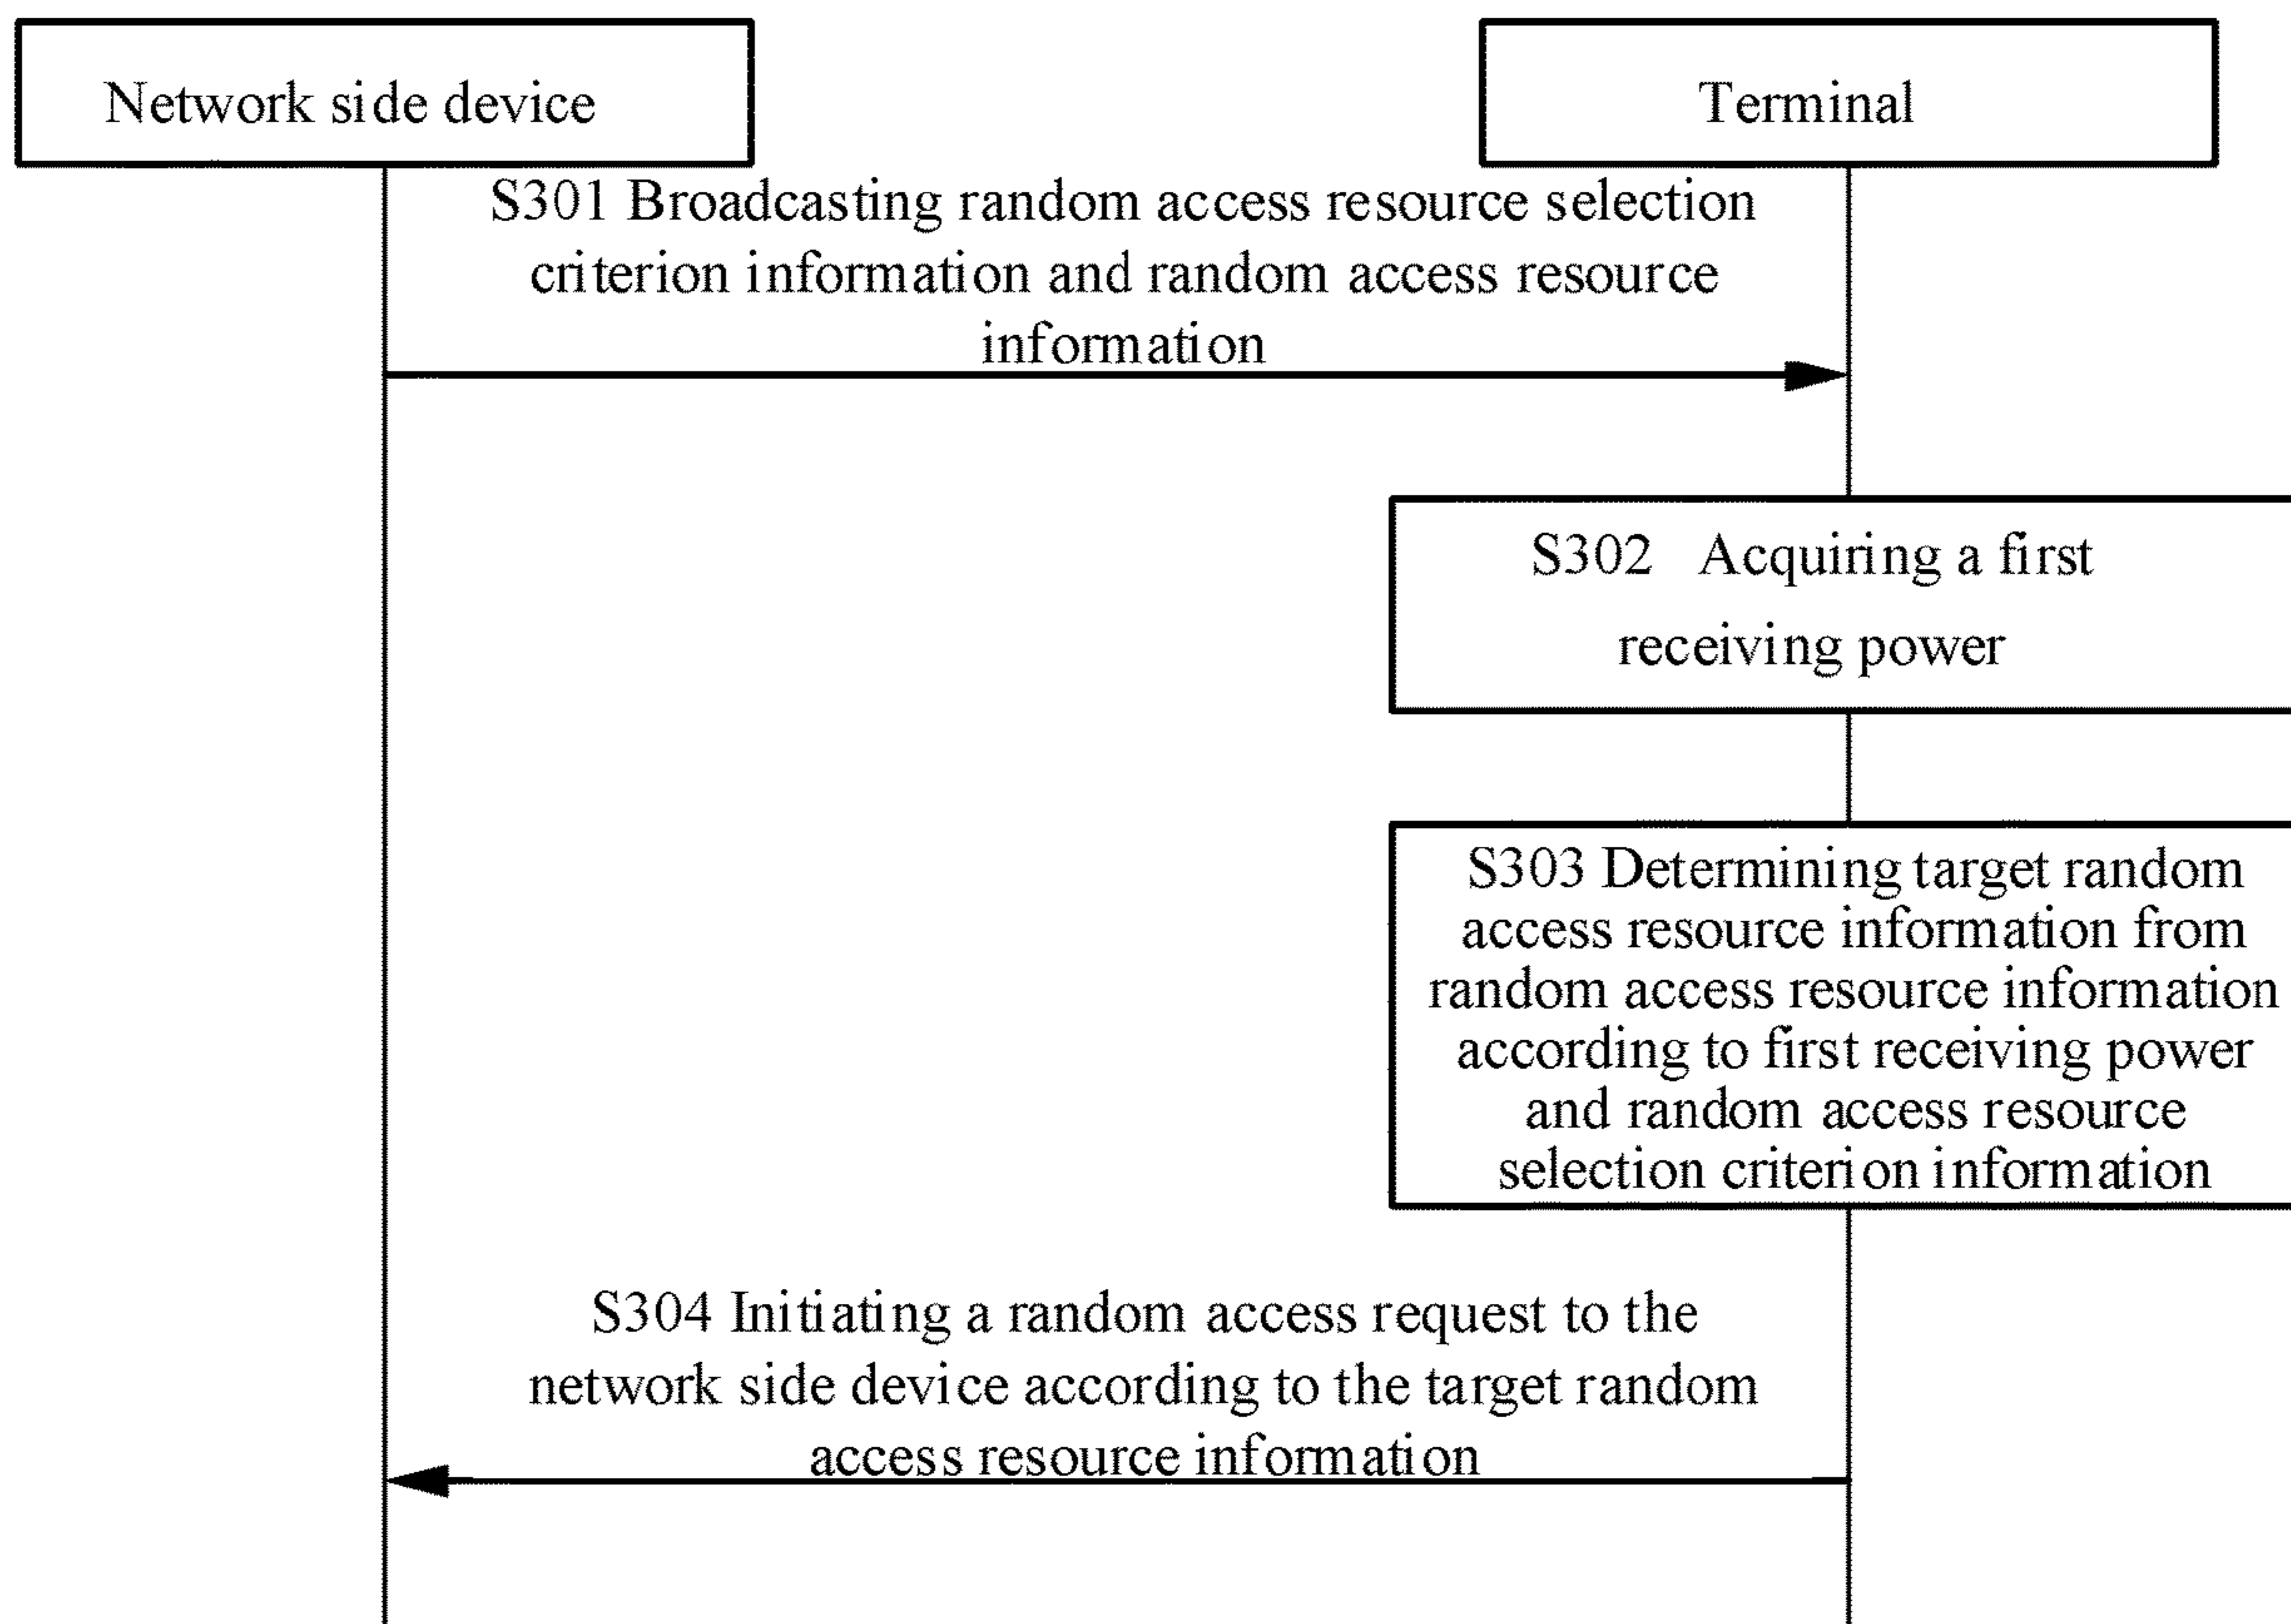 Network side device
Terminal
S301 Broadcasting random access resource selection
criterion information and random access resource
information
S302 Acquiring a first
receiving power
S303 Determining target random
access resource information from
random access resource information
according to first receiving power
and random access resource
selection criterion information
S304 Initiating a random access request to the
network side device according to the target random
access resource information